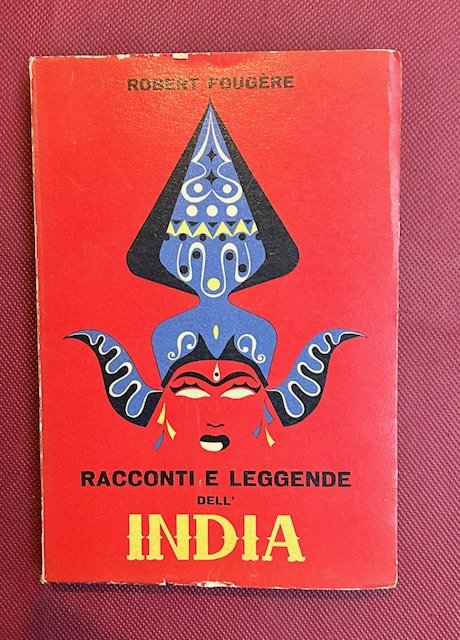 ROBERT FOUGÈRE
RACCONTI E LEGGENDE
DELL'
INDIA